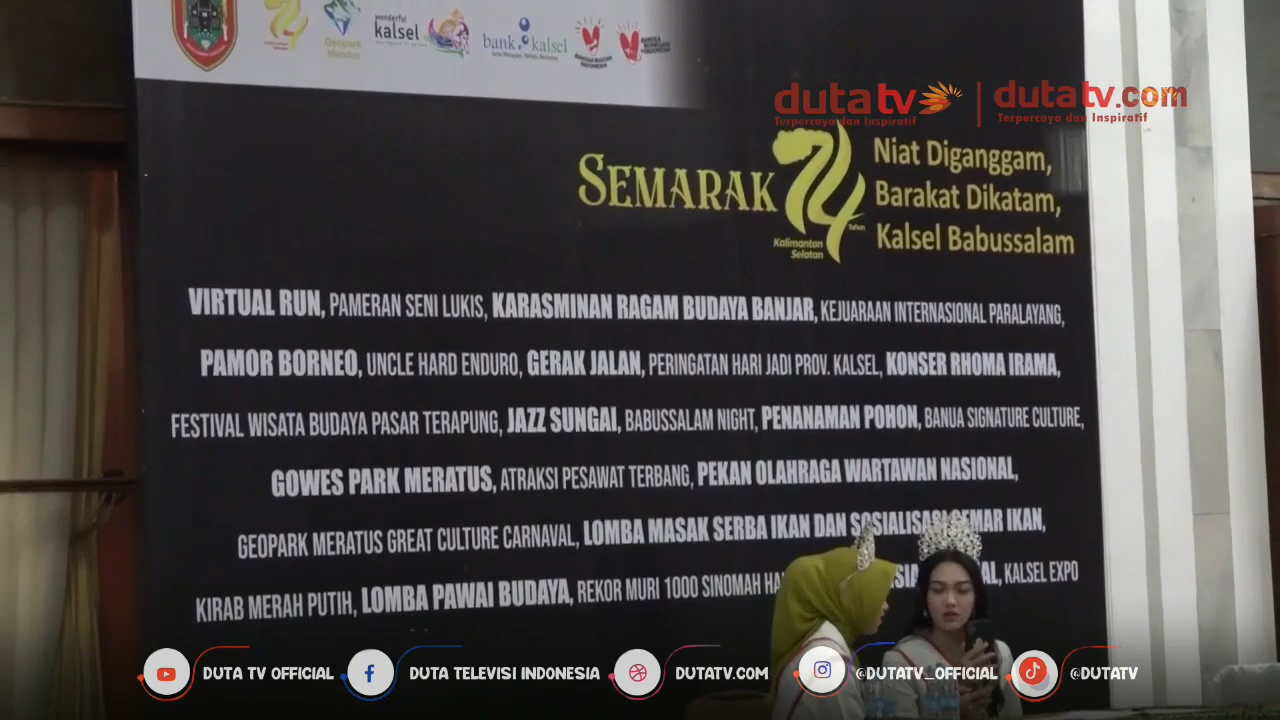 wonderful
kalsel
Geopark
Meratus
bank kalsel
dutatv
Terpercaya dan Inspiratif
dutatv.com
Terpercaya dan Inspiratif
SEMARAK 74 Tahun
Kalimantan
Selatan
Niat Diganggam,
Barakat Dikatam,
Kalsel Babussalam
VIRTUAL RUN, PAMERAN SENI LUKIS, KARASMINAN RAGAM BUDAYA BANJAR, KEJUARAAN INTERNASIONAL PARALAYANG,
PAMOR BORNEO, UNCLE HARD ENDURO, GERAK JALAN, PERINGATAN HARI JADI PROV. KALSEL, KONSER RHOMA IRAMA,
FESTIVAL WISATA BUDAYA PASAR TERAPUNG, JAZZ SUNGAI, BABUSSALAM NIGHT, PENANAMAN POHON, BANUA SIGNATURE CULTURE,
GOWES PARK MERATUS, ATRAKSI PESAWAT TERBANG, PEKAN OLAHRAGA WARTAWAN NASIONAL,
GEOPARK MERATUS GREAT CULTURE CARNAVAL, LOMBA MASAK SERBA IKAN DAN SOSIALISASI GEMAR IKAN,
KIRAB MERAH PUTIH, LOMBA PAWAI BUDAYA, REKOR MURI 1000 SINOMAN KALSEL EXPO
DUTA TV OFFICIAL DUTA TELEVISI INDONESIA DUTATV.COM @DUTATV_OFFICIAL @DUTATV